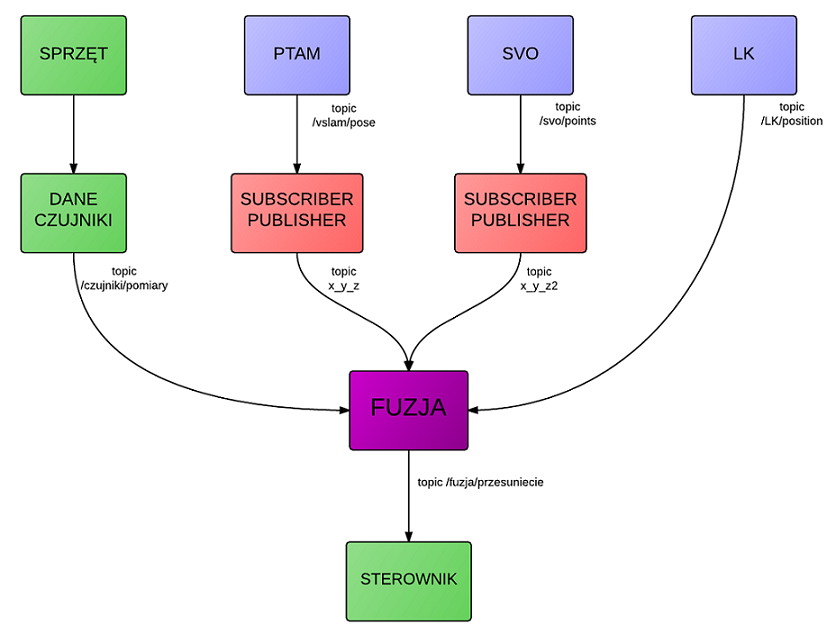 SPRZĘT
PTAM
SVO
LK
topic
/vslam/pose
topic
/svo/points
topic
/LK/position
DANE
CZUJNIKI
SUBSCRIBER
PUBLISHER
SUBSCRIBER
PUBLISHER
topic
/czujniki/pomiary
topic
x_y_z
topic
x_y_z2
FUZJA
topic /fuzja/przesuniecie
STEROWNIK